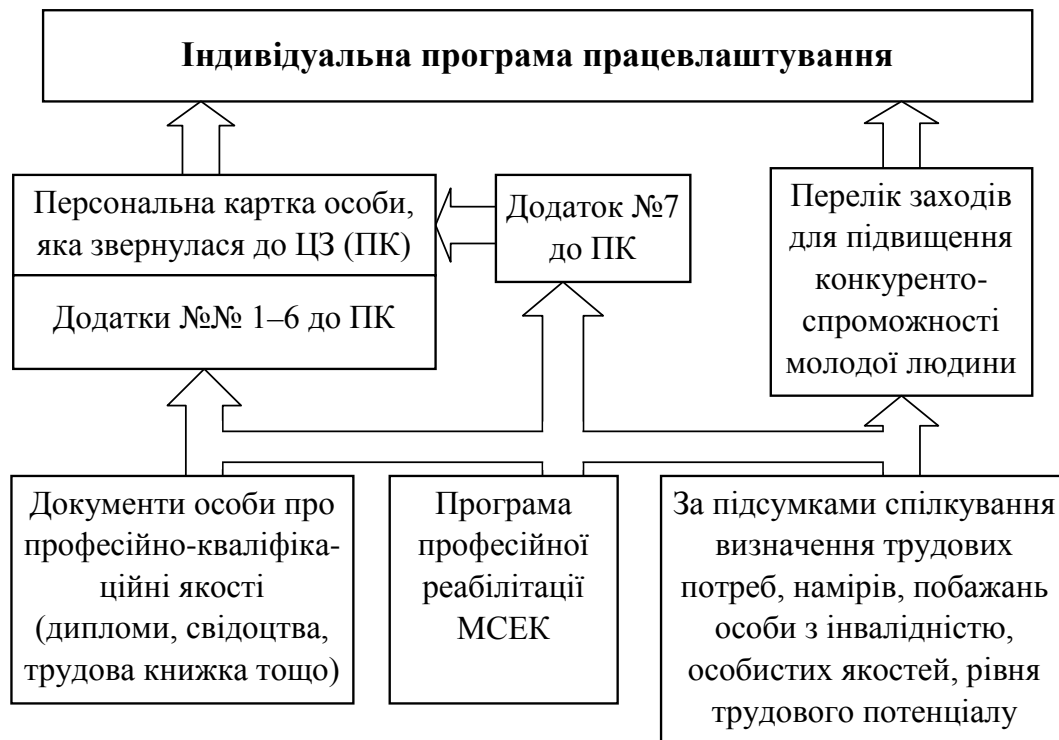 Індивідуальна програма працевлаштування
Персональна картка особи,
яка звернулася до ЦЗ (ПК)
Додатки №№ 1–6 до ПК
Додаток №7
до ПК
Перелік заходів
для підвищення
конкуренто-
спроможності
молодої людини
Документи особи про
професійно-кваліфіка-
ційні якості
(дипломи, свідоцтва,
трудова книжка тощо)
Програма
професійної
реабілітації
МСЕК
За підсумками спілкування
визначення трудових
потреб, намірів, побажань
особи з інвалідністю,
особистих якостей, рівня
трудового потенціалу